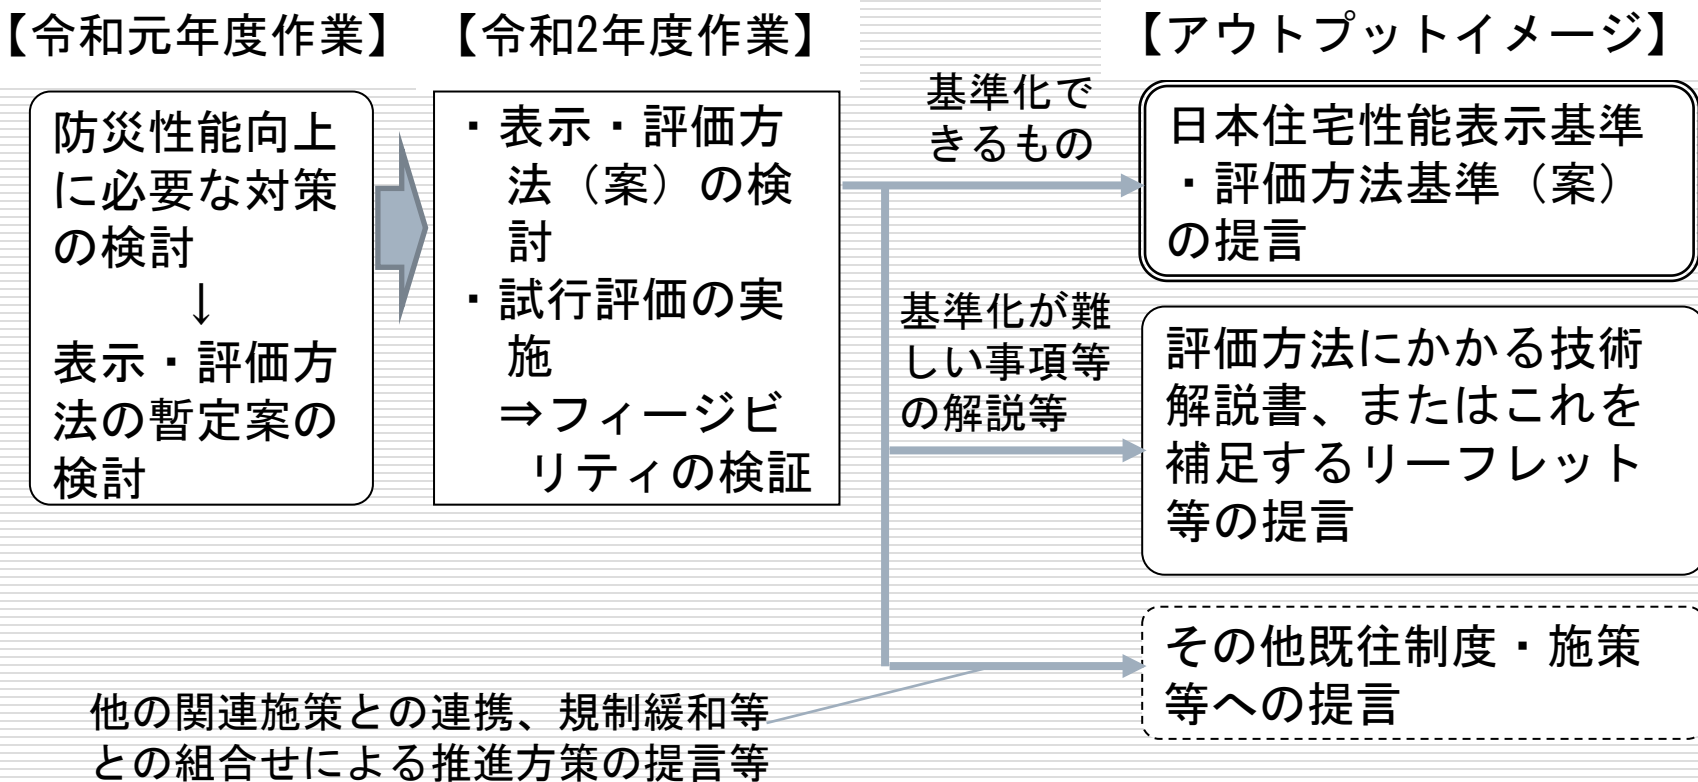 【令和元年度作業】
防災性能向上
に必要な対策
の検討
↓
表示・評価方
法の暫定案の
検討
【令和2年度作業】
・表示・評価方
法（案）の検
討
・試行評価の実
施
⇒フィージビ
リティの検証
基準化で
きるもの
基準化が難
しい事項等
の解説等
他の関連施策との連携、規制緩和等
との組合せによる推進方策の提言等
【アウトプットイメージ】
日本住宅性能表示基準
・評価方法基準（案）
の提言
評価方法にかかる技術
解説書、またはこれを
補足するリーフレット
等の提言
その他既往制度・施策
等への提言